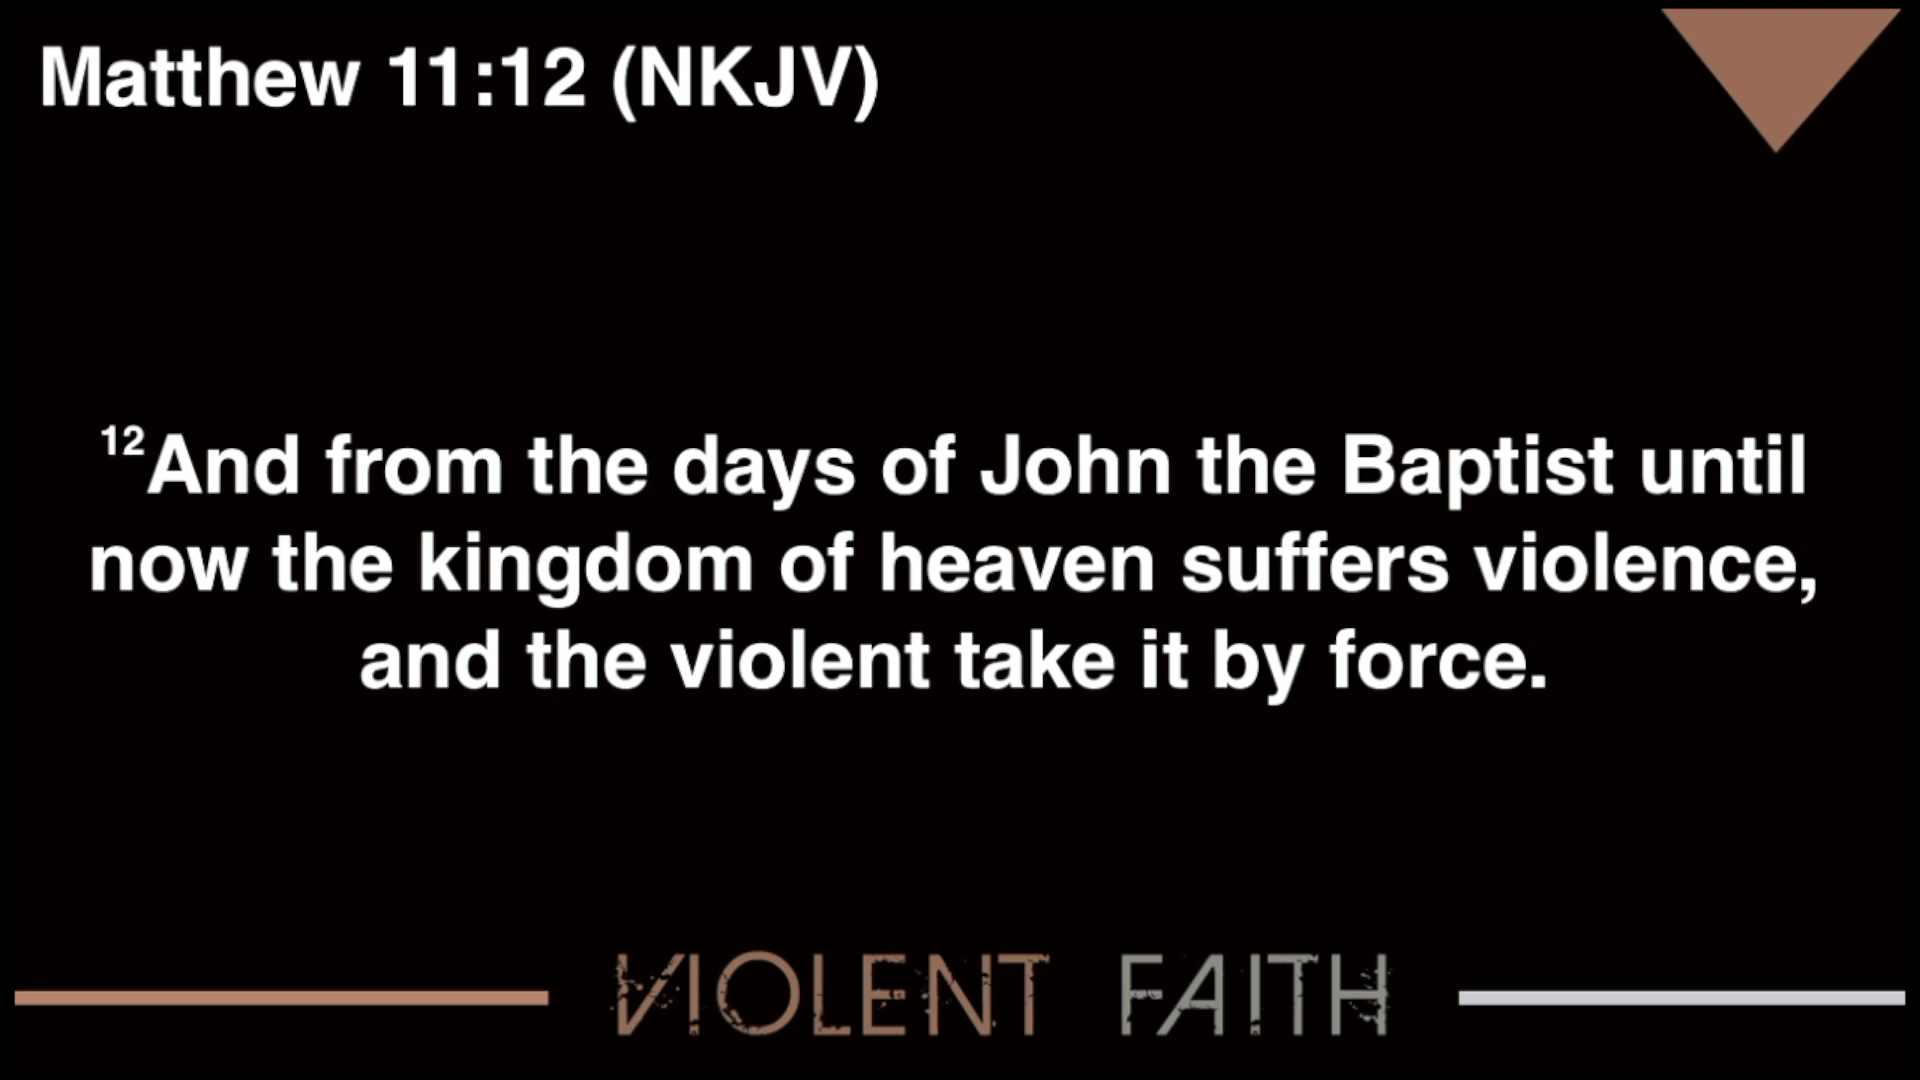 Matthew 11:12 (NKJV)
12And from the days of John the Baptist until
now the kingdom of heaven suffers violence,
and the violent take it by force.
VIOLENT FAITH